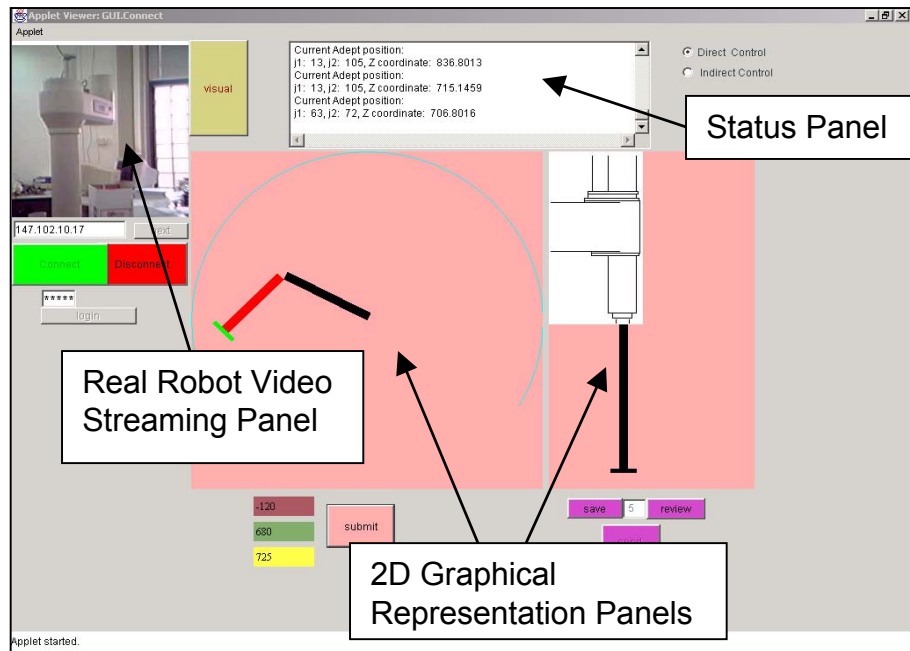 Applet Viewer: GUI.Connect
Applet
visual
Current Adept position:
j1: 13, j2: 105, Z coordinate: 836.8013
Current Adept position:
j1: 13, j2: 105, Z coordinate: 715.1459
Current Adept position:
j1: 63, j2: 72, Z coordinate: 706.8016
Direct Control
Indirect Control
Status Panel
147.102.10.17
Connect
Disconnect
*****
login
Real Robot Video
Streaming Panel
-120
680
725
submit
save
5
review
2D Graphical
Representation Panels
Applet started.